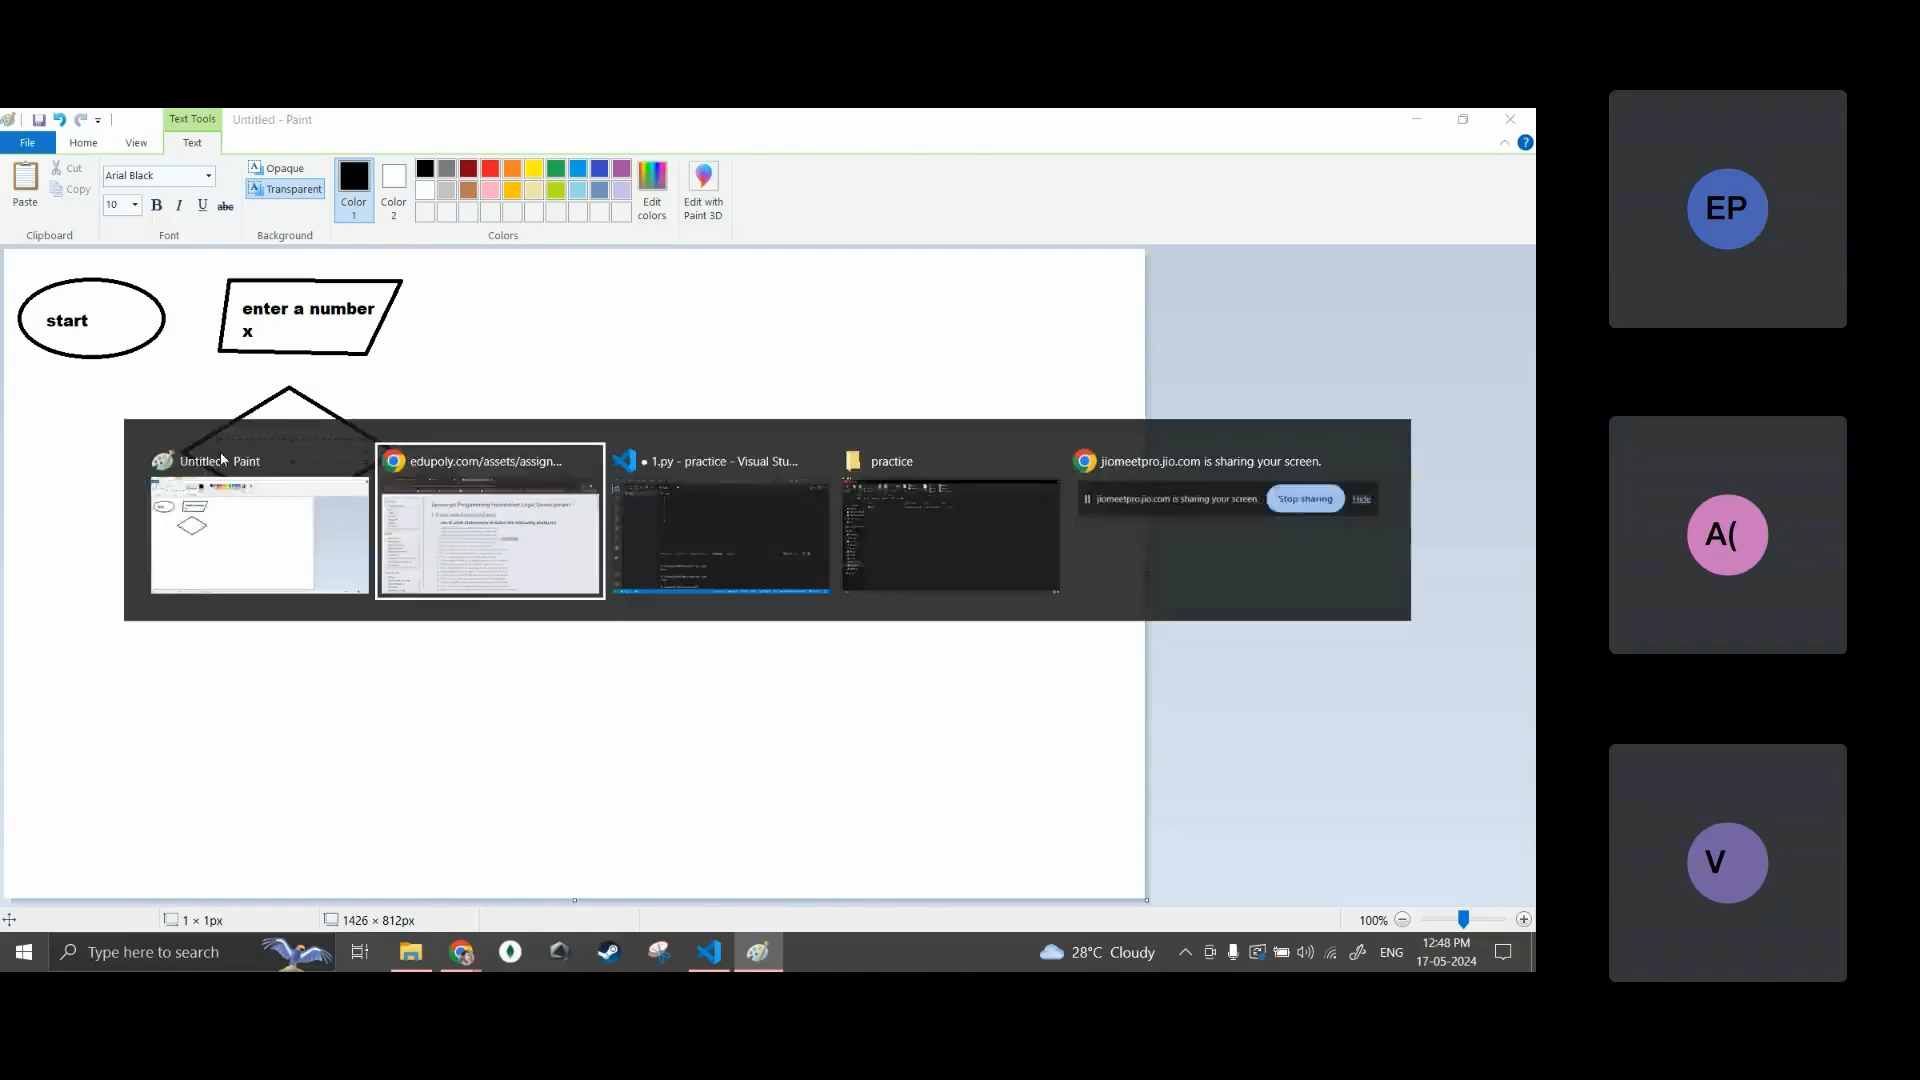 Text Tools
Untitled - Paint
File
Home
View
Text
Paste
Cut
Copy
Clipboard
Arial Black
10
B
I
U
abc
Font
Opaque
Transparent
Background
Color
1
Color
2
Colors
Edit
colors
Edit with
Paint 3D
start
enter a number
x
Untitled - Paint
edupoly.com/assets/assign...
● 1.py - practice - Visual Stu...
practice
jiomeetpro.jio.com is sharing your screen.
jiomeetpro.jio.com is sharing your screen.
Stop sharing
Hide
1 × 1px
1426 × 812px
100%
Type here to search
28°C Cloudy
ENG
12:48 PM
17-05-2024
EP
A(
V